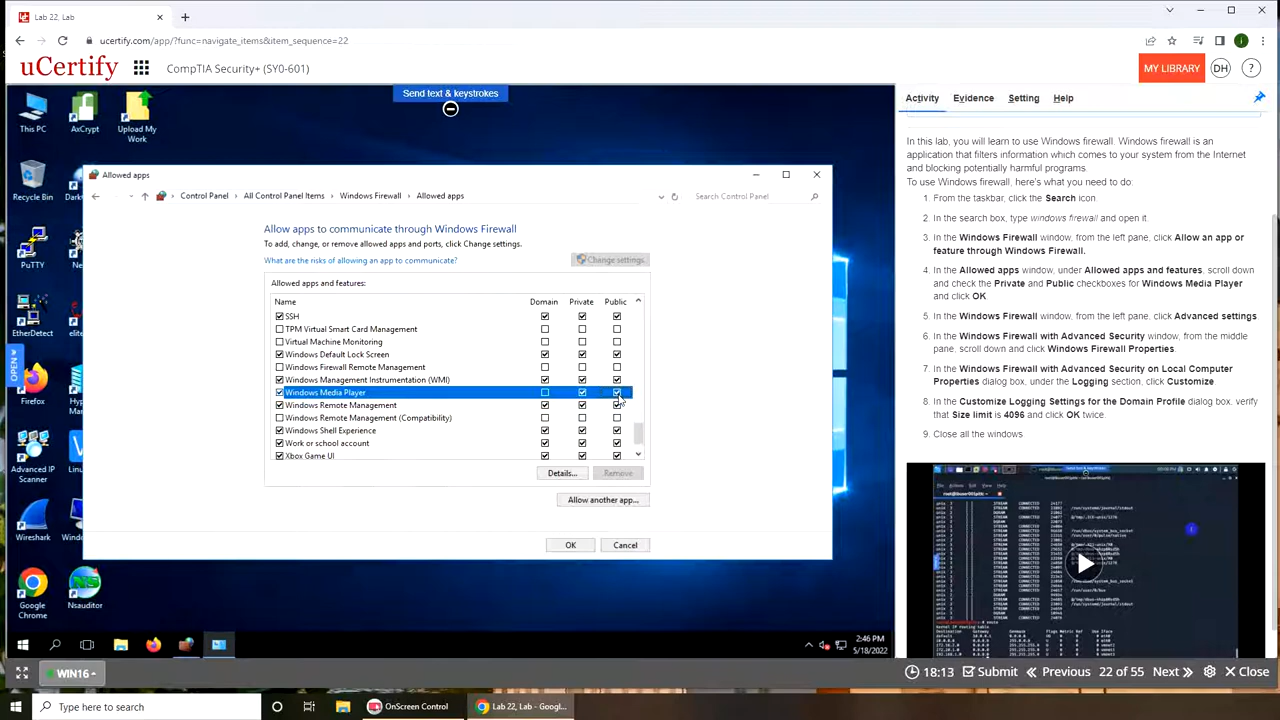 Lab 22, Lab
ucertify.com/app/?func=navigate_items&item_sequence=22
uCertify
CompTIA Security+ (SY0-601)
MY LIBRARY
DH
?
Send text & keystrokes
This PC
AxCrypt
Upload My Work
Recycle Bin
PuTTY
EtherDetect
Firefox
Advanced IP Scanner
Wireshark
Google Chrome
Nsauditor
OPEN
Allowed apps
Control Panel
All Control Panel Items
Windows Firewall
Allowed apps
Search Control Panel
Allow apps to communicate through Windows Firewall
To add, change, or remove allowed apps and ports, click Change settings.
What are the risks of allowing an app to communicate?
Change settings
Allowed apps and features:
Name Domain Private Public
SSH
TPM Virtual Smart Card Management
Virtual Machine Monitoring
Windows Default Lock Screen
Windows Firewall Remote Management
Windows Management Instrumentation (WMI)
Windows Media Player
Windows Remote Management
Windows Remote Management (Compatibility)
Windows Shell Experience
Work or school account
Xbox Game UI
Details...
Remove
Allow another app...
OK
Cancel
2:46 PM
5/18/2022
Activity Evidence Setting Help
In this lab, you will learn to use Windows firewall. Windows firewall is an
application that filters information which comes to your system from the Internet
and blocking potentially harmful programs.
To use Windows firewall, here's what you need to do:
1. From the taskbar, click the Search icon.
2. In the search box, type windows firewall and open it.
3. In the Windows Firewall window, from the left pane, click Allow an app or
feature through Windows Firewall.
4. In the Allowed apps window, under Allowed apps and features, scroll down
and check the Private and Public checkboxes for Windows Media Player
and click OK
5. In the Windows Firewall window, from the left pane, click Advanced settings.
6. In the Windows Firewall with Advanced Security window, from the middle
pane, scroll down and click Windows Firewall Properties.
7. In the Windows Firewall with Advanced Security on Local Computer
Properties dialog box, under the Logging section, click Customize.
8. In the Customize Logging Settings for the Domain Profile dialog box, verify
that Size limit is 4096 and click OK twice.
9. Close all the windows
WIN16
18:13
Submit
Previous
22 of 55
Next
Close
Type here to search
OnScreen Control
Lab 22, Lab - Googl...